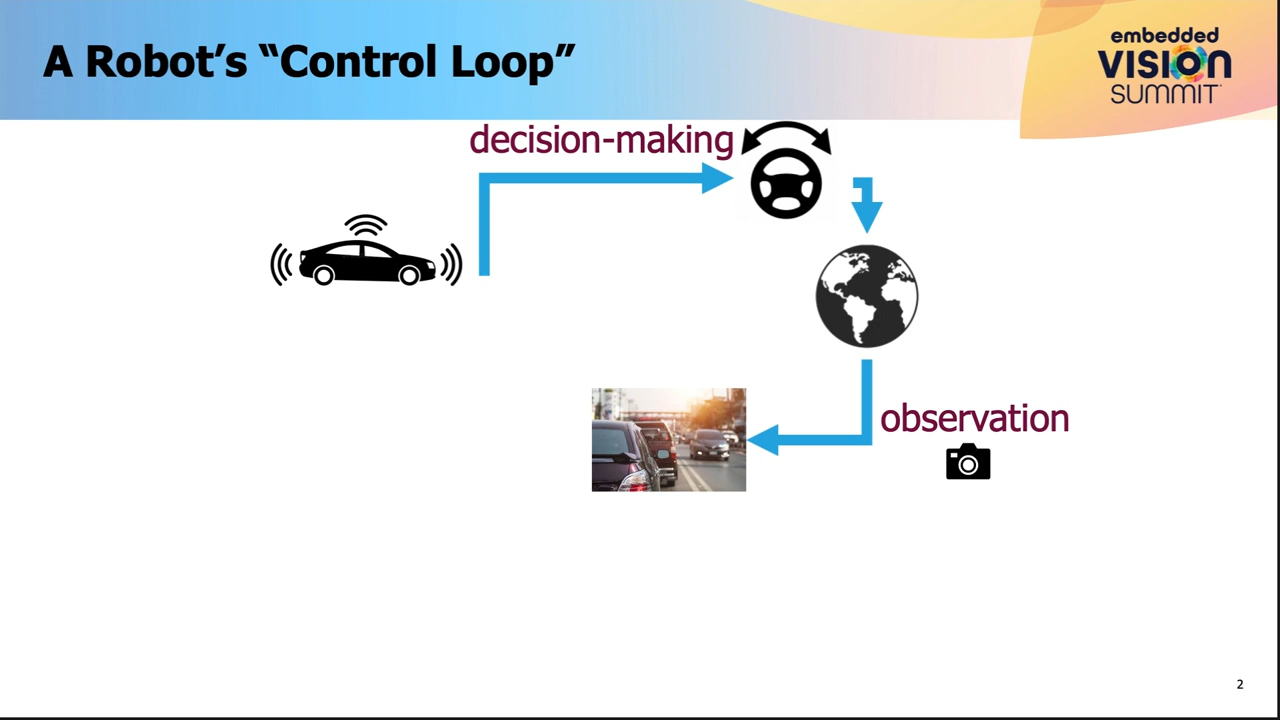 A Robot's “Control Loop”
embedded
VISION
SUMMIT
decision-making
observation
2